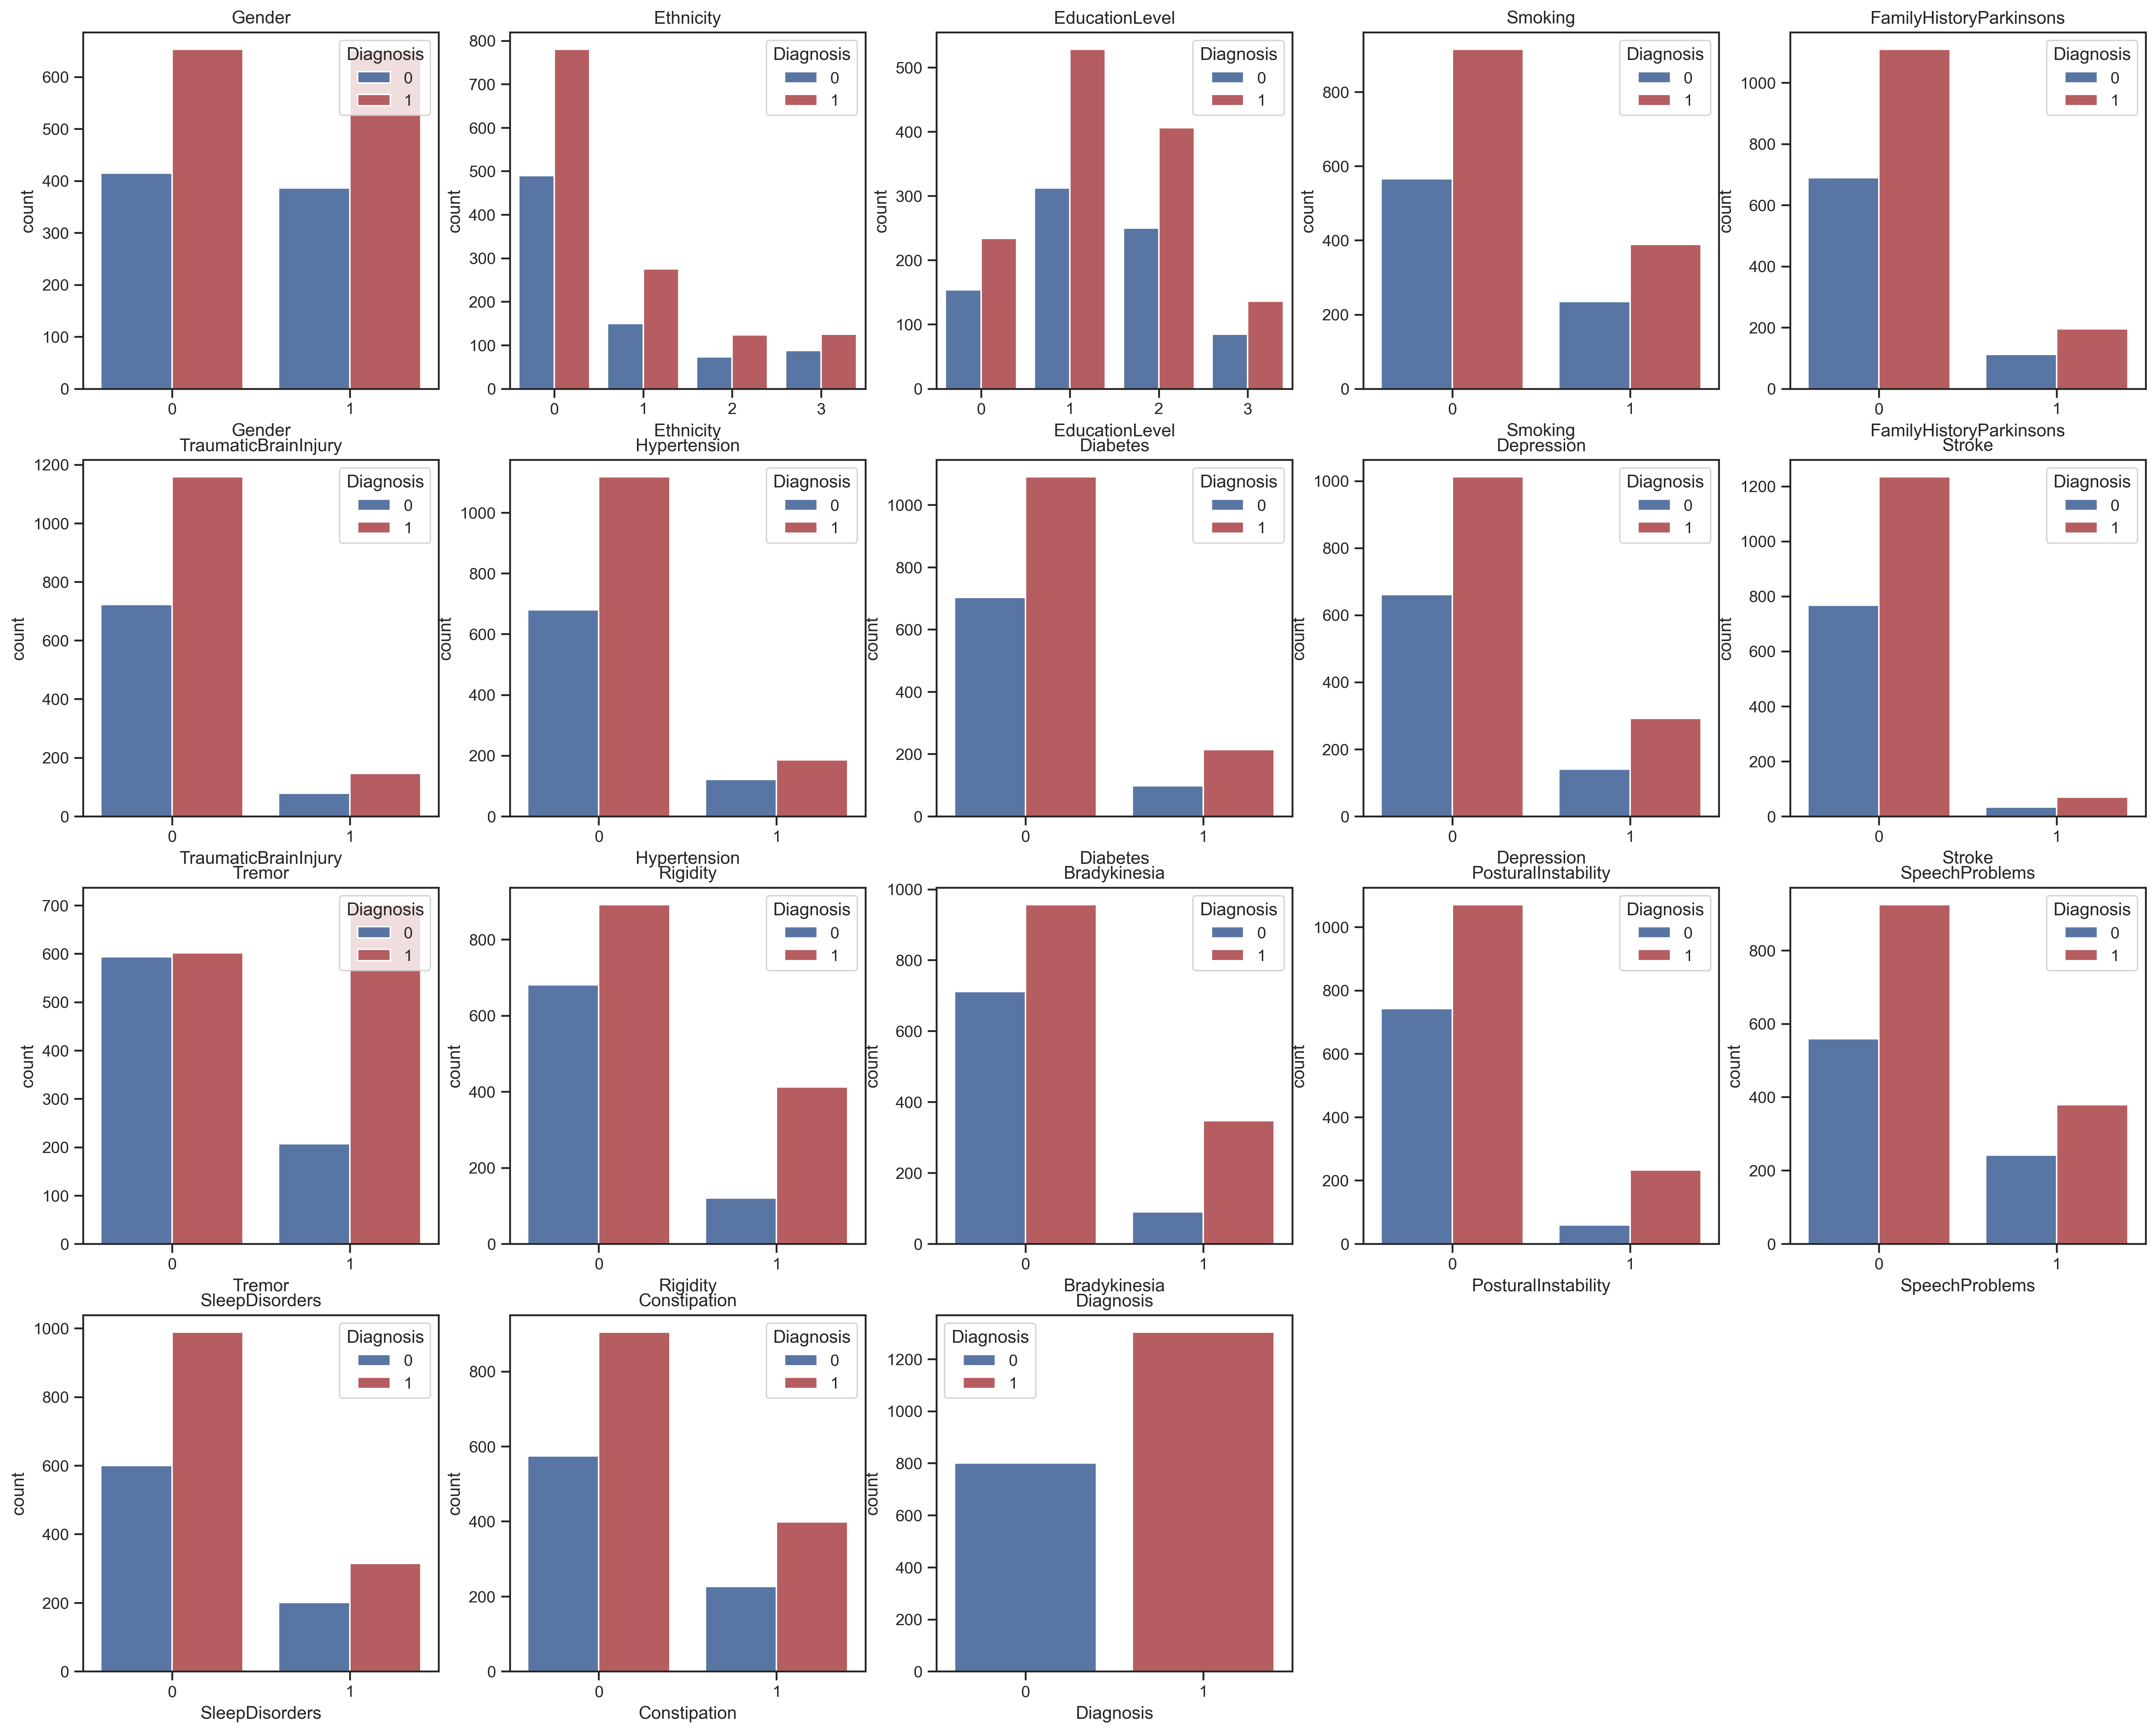 Gender
600
500
400
300
200
100
0
count
Diagnosis
0
1
0
1
Gender
Ethnicity
800
700
600
500
400
300
200
100
0
count
Diagnosis
0
1
0
1
2
3
Ethnicity
EducationLevel
500
400
300
200
100
0
count
Diagnosis
0
1
0
1
2
3
EducationLevel
Smoking
800
600
400
200
0
count
Diagnosis
0
1
0
1
Smoking
FamilyHistoryParkinsons
1000
800
600
400
200
0
count
Diagnosis
0
1
0
1
FamilyHistoryParkinsons
TraumaticBrainInjury
1200
1000
800
600
400
200
0
count
Diagnosis
0
1
0
1
TraumaticBrainInjury
Hypertension
1000
800
600
400
200
0
count
Diagnosis
0
1
0
1
Hypertension
Diabetes
1000
800
600
400
200
0
count
Diagnosis
0
1
0
1
Diabetes
Depression
1000
800
600
400
200
0
count
Diagnosis
0
1
0
1
Depression
Stroke
1200
1000
800
600
400
200
0
count
Diagnosis
0
1
0
1
Stroke
Tremor
700
600
500
400
300
200
100
0
count
Diagnosis
0
1
0
1
Tremor
Rigidity
800
600
400
200
0
count
Diagnosis
0
1
0
1
Rigidity
Bradykinesia
1000
800
600
400
200
0
count
Diagnosis
0
1
0
1
Bradykinesia
PosturalInstability
1000
800
600
400
200
0
count
Diagnosis
0
1
0
1
PosturalInstability
SpeechProblems
800
600
400
200
0
count
Diagnosis
0
1
0
1
SpeechProblems
SleepDisorders
1000
800
600
400
200
0
count
Diagnosis
0
1
0
1
SleepDisorders
Constipation
800
600
400
200
0
count
Diagnosis
0
1
0
1
Constipation
Diagnosis
1200
1000
800
600
400
200
0
count
Diagnosis
0
1
0
1
Diagnosis